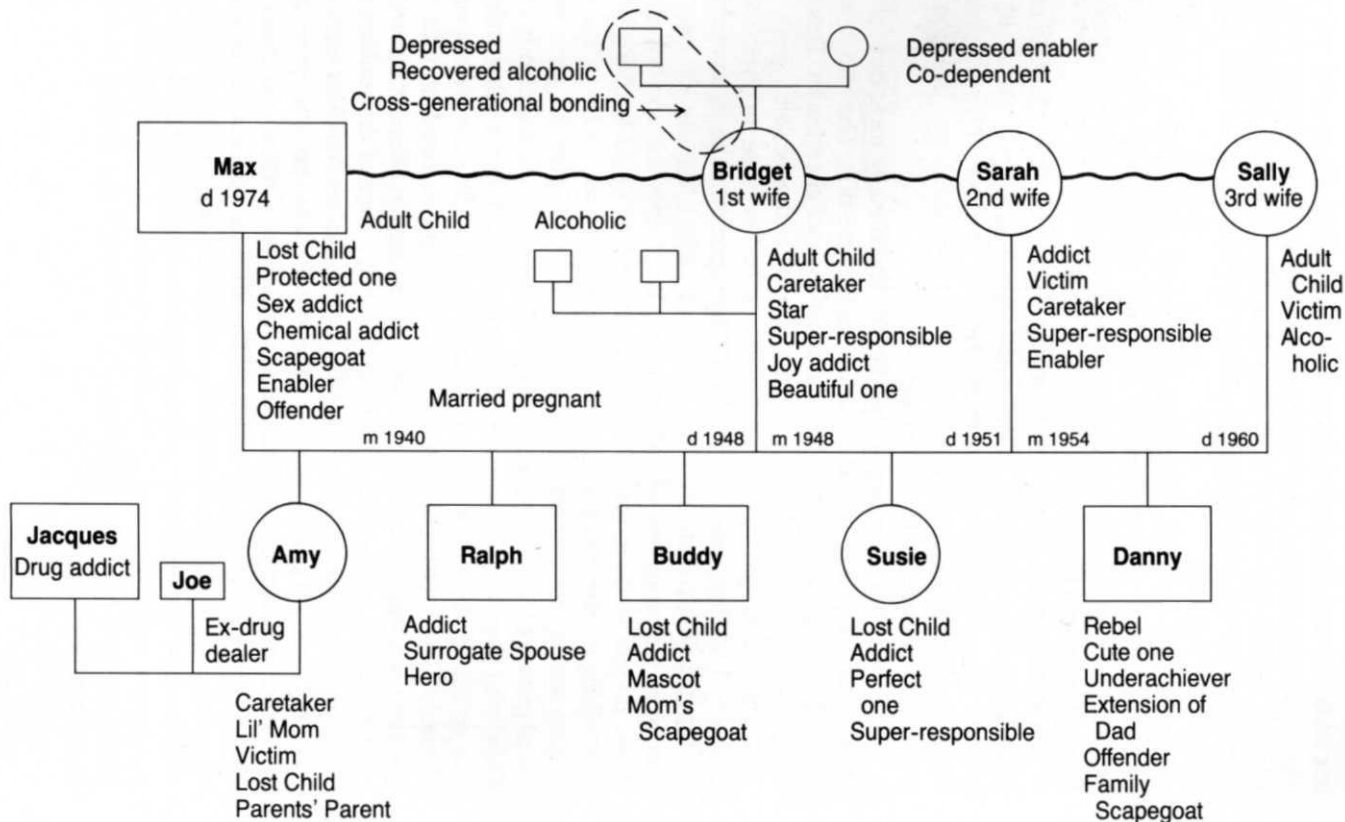 Depressed
Recovered alcoholic
Cross-generational bonding
Depressed enabler
Co-dependent
Max
d 1974
Bridget
1st wife
Sarah
2nd wife
Sally
3rd wife
Adult Child
Alcoholic
Lost Child
Protected one
Sex addict
Chemical addict
Scapegoat
Enabler
Offender
Adult Child
Caretaker
Star
Super-responsible
Joy addict
Beautiful one
Addict
Victim
Caretaker
Super-responsible
Enabler
Adult
Child
Victim
Alco-
holic
Married pregnant
m 1940
d 1948
m 1948
d 1951
m 1954
d 1960
Jacques
Drug addict
Joe
Ex-drug
dealer
Amy
Caretaker
Lil' Mom
Victim
Lost Child
Parents' Parent
Ralph
Addict
Surrogate Spouse
Hero
Buddy
Lost Child
Addict
Mascot
Mom's
Scapegoat
Susie
Lost Child
Addict
Perfect
one
Super-responsible
Danny
Rebel
Cute one
Underachiever
Extension of
Dad
Offender
Family
Scapegoat